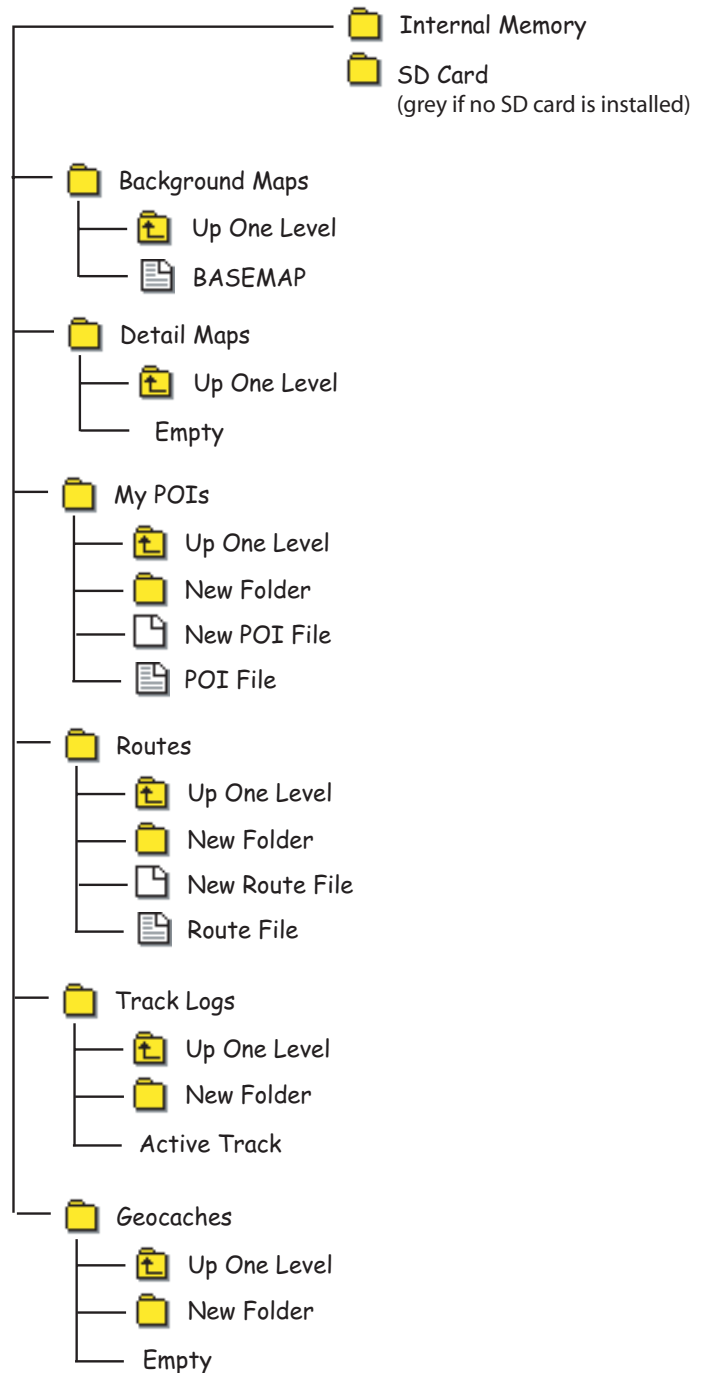 Internal Memory
SD Card
(grey if no SD card is installed)
Background Maps
Up One Level
BASEMAP
Detail Maps
Up One Level
Empty
My POIs
Up One Level
New Folder
New POI File
POI File
Routes
Up One Level
New Folder
New Route File
Route File
Track Logs
Up One Level
New Folder
Active Track
Geocaches
Up One Level
New Folder
Empty